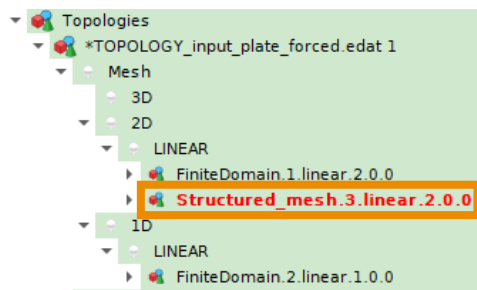 Topologies
*TOPOLOGY_input_plate_forced.edat 1
Mesh
3D
2D
LINEAR
FiniteDomain.1.linear.2.0.0
Structured_mesh.3.linear.2.0.0
1D
LINEAR
FiniteDomain.2.linear.1.0.0